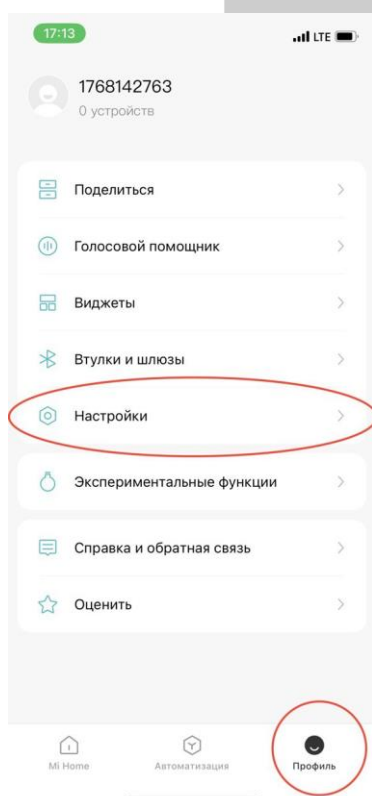 17:13
LTE
1768142763
0 устройств
Поделиться
Голосовой помощник
Виджеты
Втулки и шлюзы
Настройки
Экспериментальные функции
Справка и обратная связь
Оценить
Mi Home
Автоматизация
Профиль